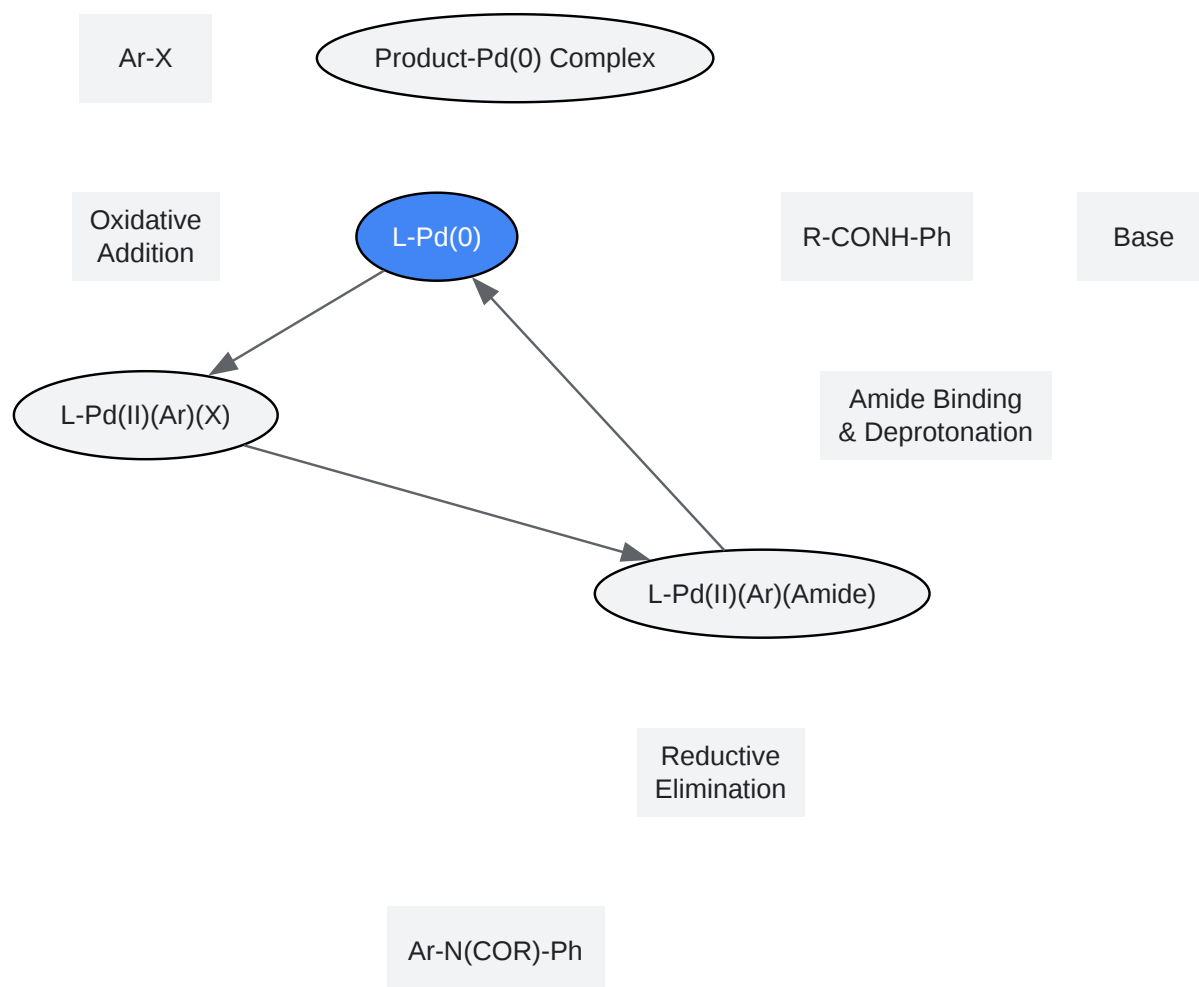 Ar-X
Product-Pd(0) Complex
Oxidative
Addition
L-Pd(0)
R-CONH-Ph
Base
L-Pd(II)(Ar)(X)
Amide Binding
& Deprotonation
L-Pd(II)(Ar)(Amide)
Reductive
Elimination
Ar-N(COR)-Ph